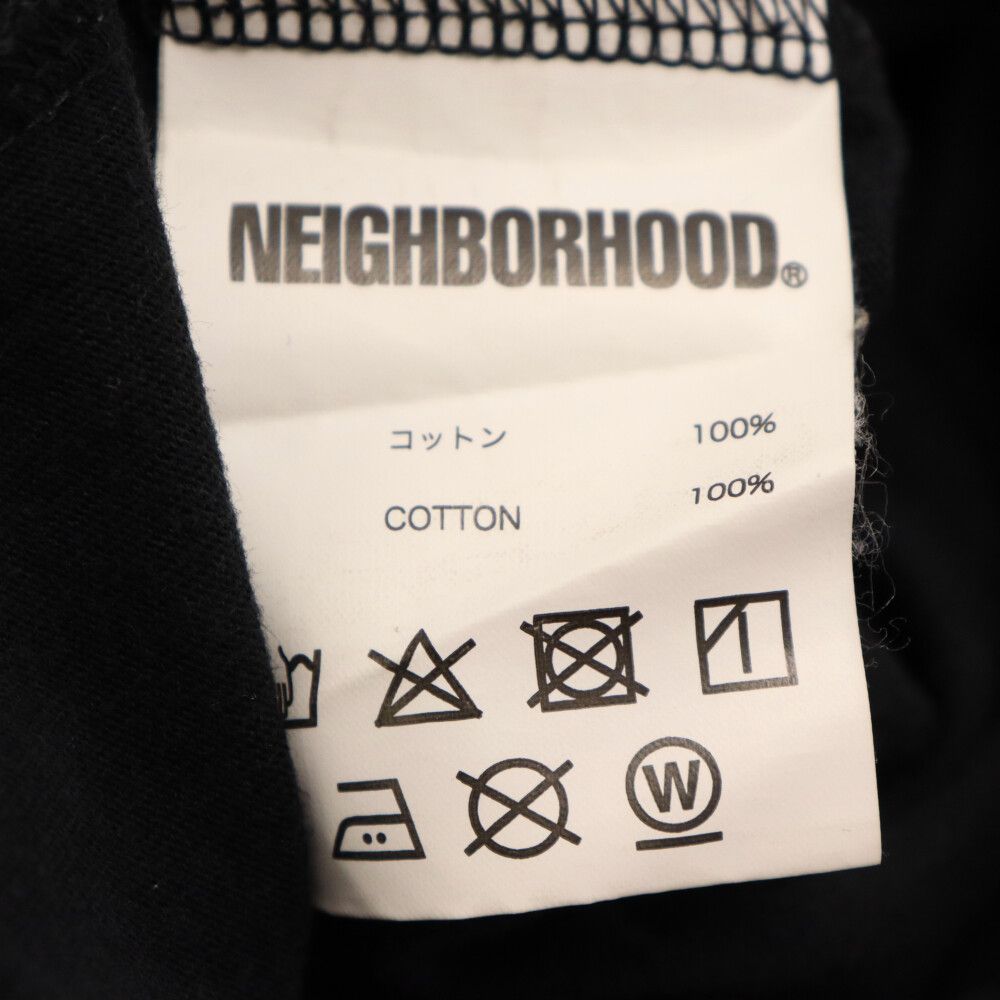 NEIGHBORHOOD®
コットン 100%
COTTON 100%
W